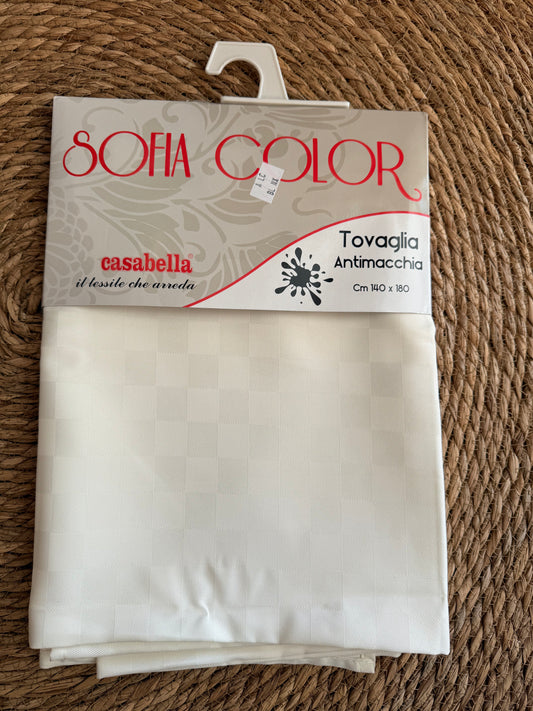 SOFIA COLOR
casabella
il tessile che arreda
Tovaglia
Antimacchia
Cm 140 x 180